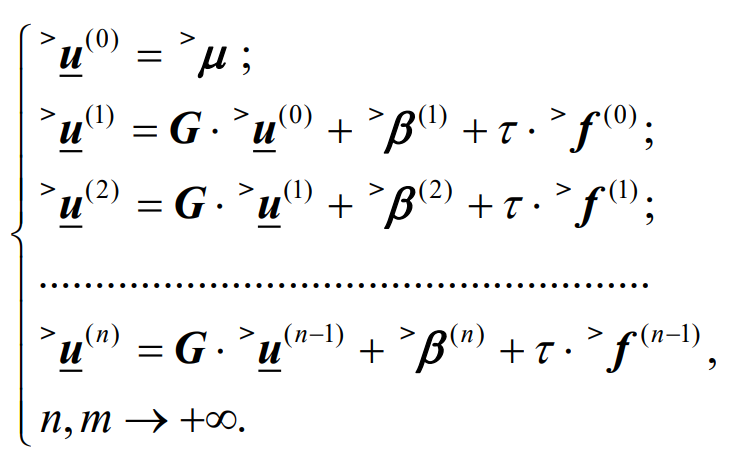 >u̲⁽⁰⁾ = >μ ;
>u̲⁽¹⁾ = G · >u̲⁽⁰⁾ + >β⁽¹⁾ + τ · >f⁽⁰⁾;
>u̲⁽²⁾ = G · >u̲⁽¹⁾ + >β⁽²⁾ + τ · >f⁽¹⁾;
......................................................
>u̲⁽ⁿ⁾ = G · >u̲⁽ⁿ⁻¹⁾ + >β⁽ⁿ⁾ + τ · >f⁽ⁿ⁻¹⁾,
n, m → +∞.